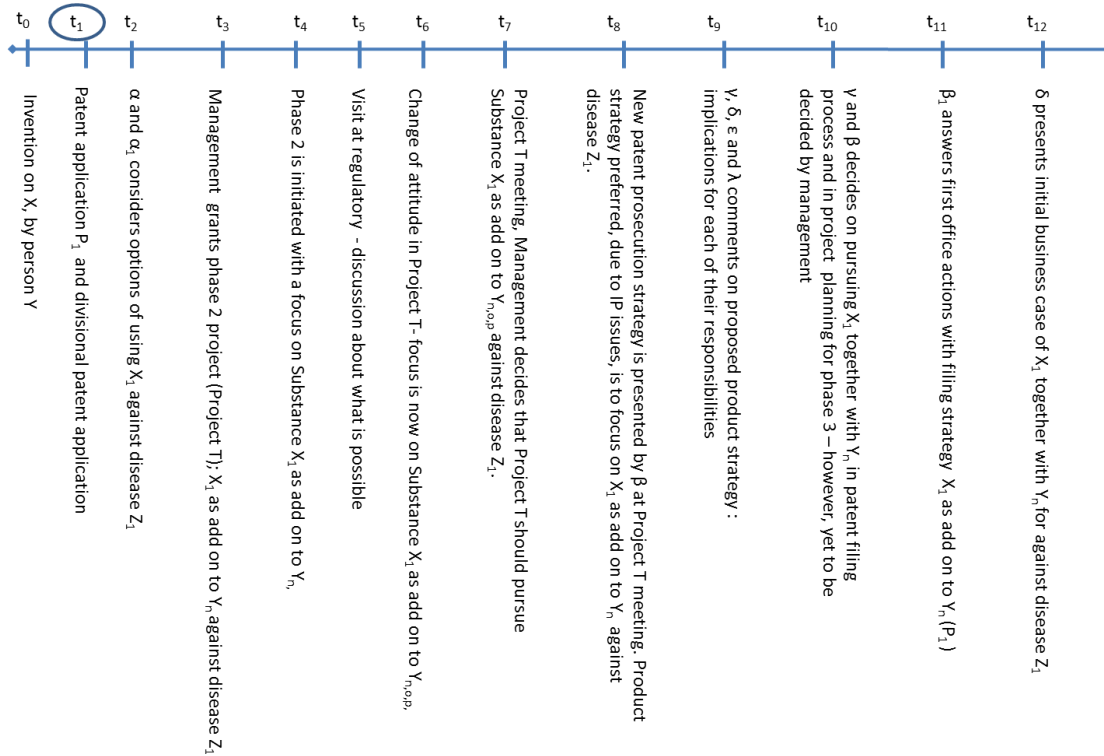 t₀
t₁
t₂
t₃
t₄
t₅
t₆
t₇
t₈
t₉
t₁₀
t₁₁
t₁₂
Invention on X, by person Y
Patent application P₁ and divisional patent application
α and α₁ considers options of using X₁ against disease Z₁
Management grants phase 2 project (Project T); X₁ as add on to Yₙ against disease Z₁
Phase 2 is initiated with a focus on Substance X₁ as add on to Yₙ,
Visit at regulatory - discussion about what is possible
Change of attitude in Project T- focus is now on Substance X₁ as add on to Yₙ,ₒ,ₚ,
Project T meeting, Management decides that Project T should pursue
Substance X₁ as add on to Yₙ,ₒ,ₚ against disease Z₁.
New patent prosecution strategy is presented by β at Project T meeting. Product
strategy preferred, due to IP issues, is to focus on X₁ as add on to Yₙ against
disease Z₁.
γ, δ, ε and λ comments on proposed product strategy :
implications for each of their responsibilities
γ and β decides on pursuing X₁ together with Yₙ in patent filing
process and in project planning for phase 3 – however, yet to be
decided by management
β₁ answers first office actions with filing strategy X₁ as add on to Yₙ (P₁ )
δ presents initial business case of X₁ together with Yₙ for against disease Z₁